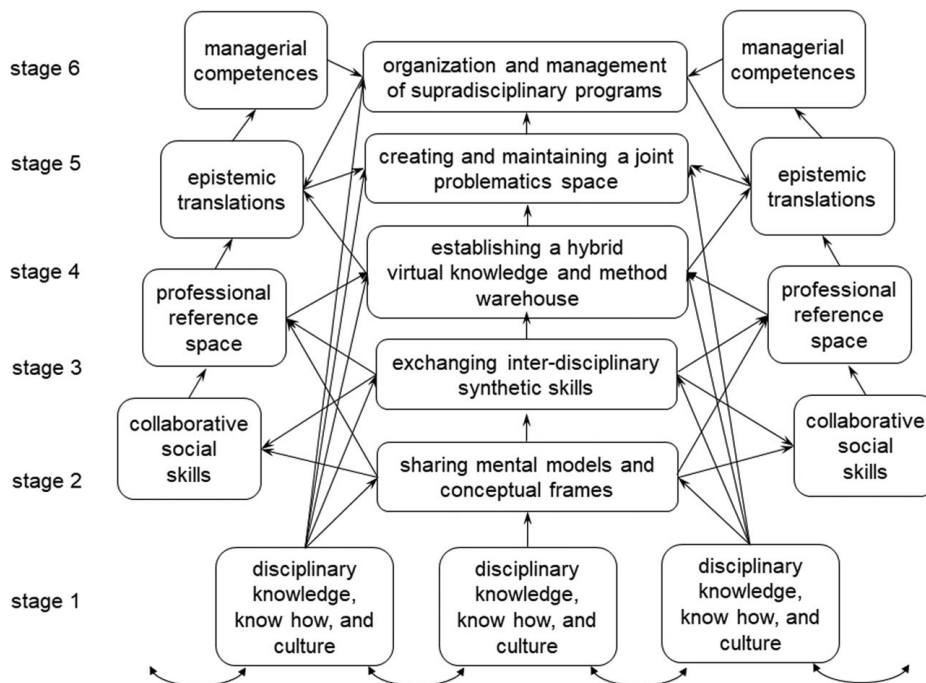 stage 6
managerial
competences
organization and management
of supradisciplinary programs
managerial
competences
stage 5
epistemic
translations
creating and maintaining a joint
problematics space
epistemic
translations
stage 4
professional
reference
space
establishing a hybrid
virtual knowledge and method
warehouse
professional
reference
space
stage 3
exchanging inter-disciplinary
synthetic skills
collaborative
social
skills
collaborative
social
skills
stage 2
sharing mental models and
conceptual frames
stage 1
disciplinary
knowledge,
know how, and
culture
disciplinary
knowledge,
know how, and
culture
disciplinary
knowledge,
know how, and
culture